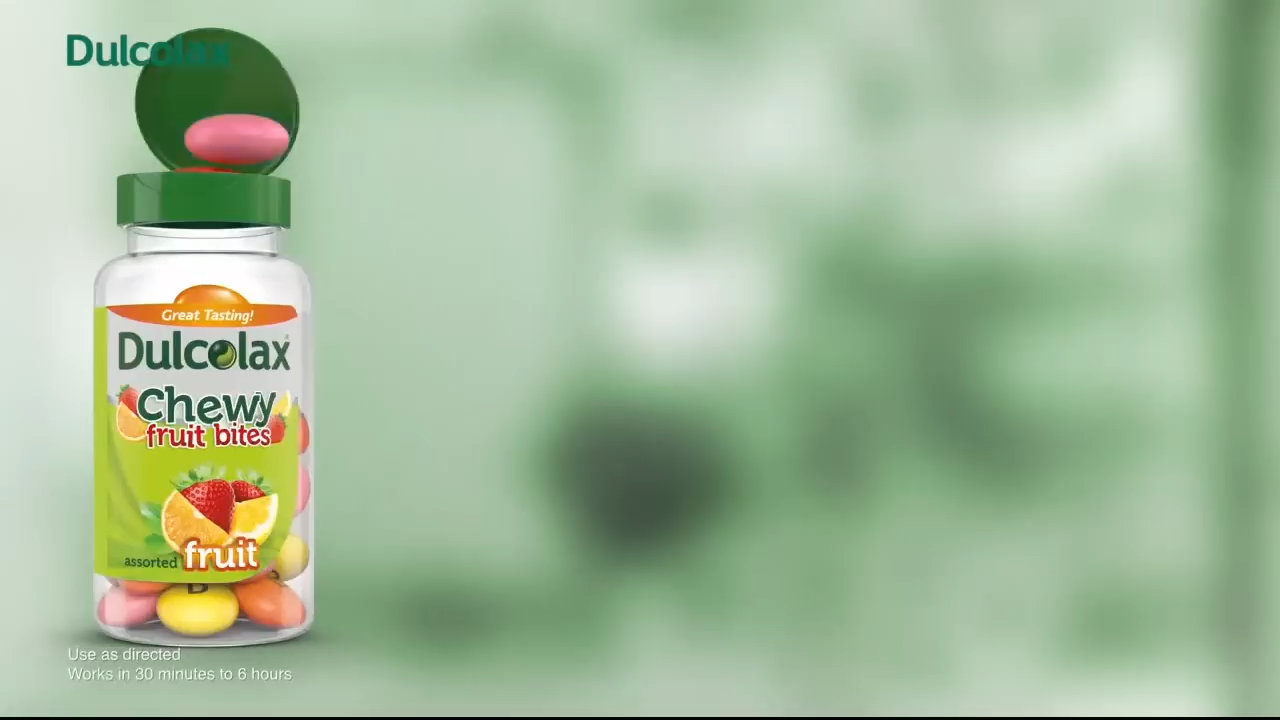 Dulcolax
Great Tasting!
Dulcolax
Chewy
fruit bites
assorted fruit
D
Use as directed
Works in 30 minutes to 6 hours